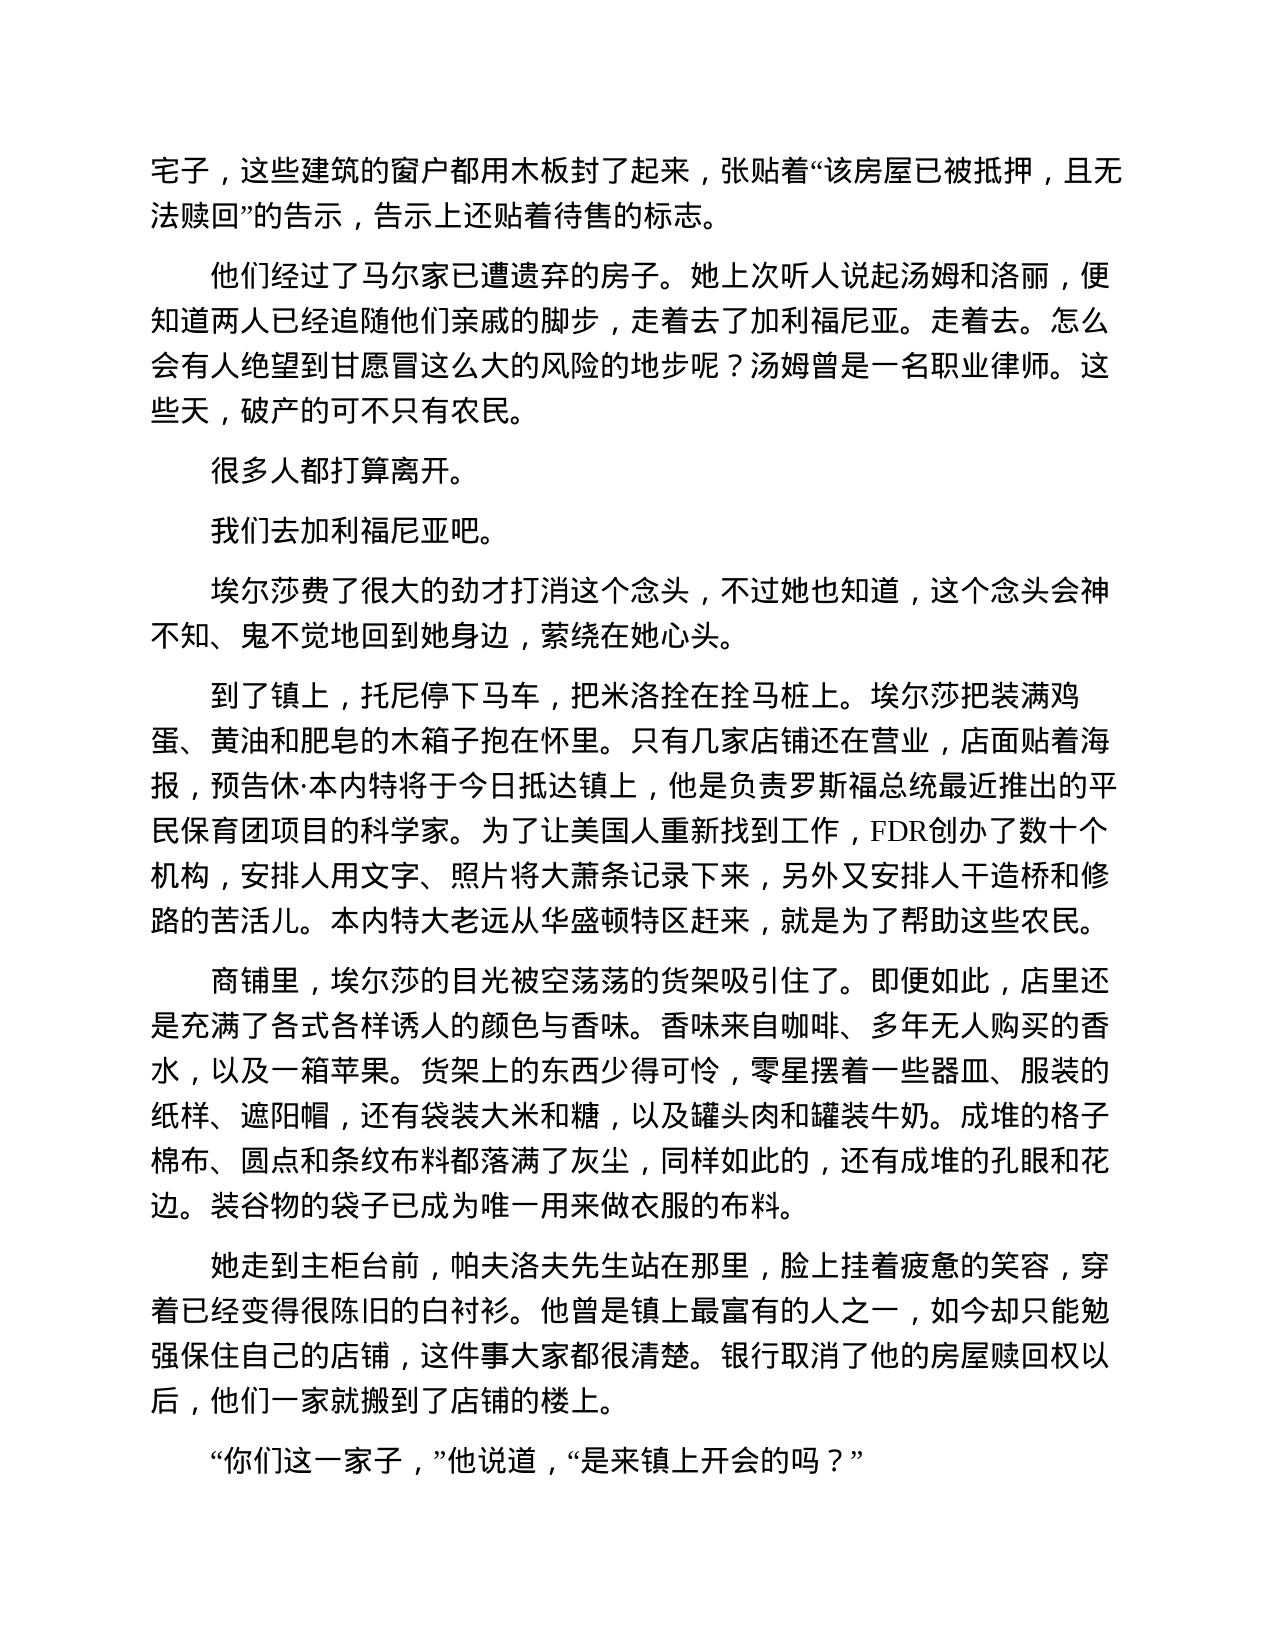 宅子，这些建筑的窗户都用木板封了起来，张贴着“该房屋已被抵押，且无
法赎回”的告示，告示上还贴着待售的标志。
他们经过了马尔家已遭遗弃的房子。她上次听人说起汤姆和洛丽，便
知道两人已经追随他们亲戚的脚步，走着去了加利福尼亚。走着去。怎么
会有人绝望到甘愿冒这么大的风险的地步呢？汤姆曾是一名职业律师。这
些天，破产的可不只有农民。
很多人都打算离开。
我们去加利福尼亚吧。
埃尔莎费了很大的劲才打消这个念头，不过她也知道，这个念头会神
不知、鬼不觉地回到她身边，萦绕在她心头。
到了镇上，托尼停下马车，把米洛拴在拴马桩上。埃尔莎把装满鸡
蛋、黄油和肥皂的木箱子抱在怀里。只有几家店铺还在营业，店面贴着海
报，预告休·本内特将于今日抵达镇上，他是负责罗斯福总统最近推出的平
民保育团项目的科学家。为了让美国人重新找到工作，FDR创办了数十个
机构，安排人用文字、照片将大萧条记录下来，另外又安排人干造桥和修
路的苦活儿。本内特大老远从华盛顿特区赶来，就是为了帮助这些农民。
商铺里，埃尔莎的目光被空荡荡的货架吸引住了。即便如此，店里还
是充满了各式各样诱人的颜色与香味。香味来自咖啡、多年无人购买的香
水，以及一箱苹果。货架上的东西少得可怜，零星摆着一些器皿、服装的
纸样、遮阳帽，还有袋装大米和糖，以及罐头肉和罐装牛奶。成堆的格子
棉布、圆点和条纹布料都落满了灰尘，同样如此的，还有成堆的孔眼和花
边。装谷物的袋子已成为唯一用来做衣服的布料。
她走到主柜台前，帕夫洛夫先生站在那里，脸上挂着疲惫的笑容，穿
着已经变得很陈旧的白衬衫。他曾是镇上最富有的人之一，如今却只能勉
强保住自己的店铺，这件事大家都很清楚。银行取消了他的房屋赎回权以
后，他们一家就搬到了店铺的楼上。
“你们这一家子，”他说道，“是来镇上开会的吗？”